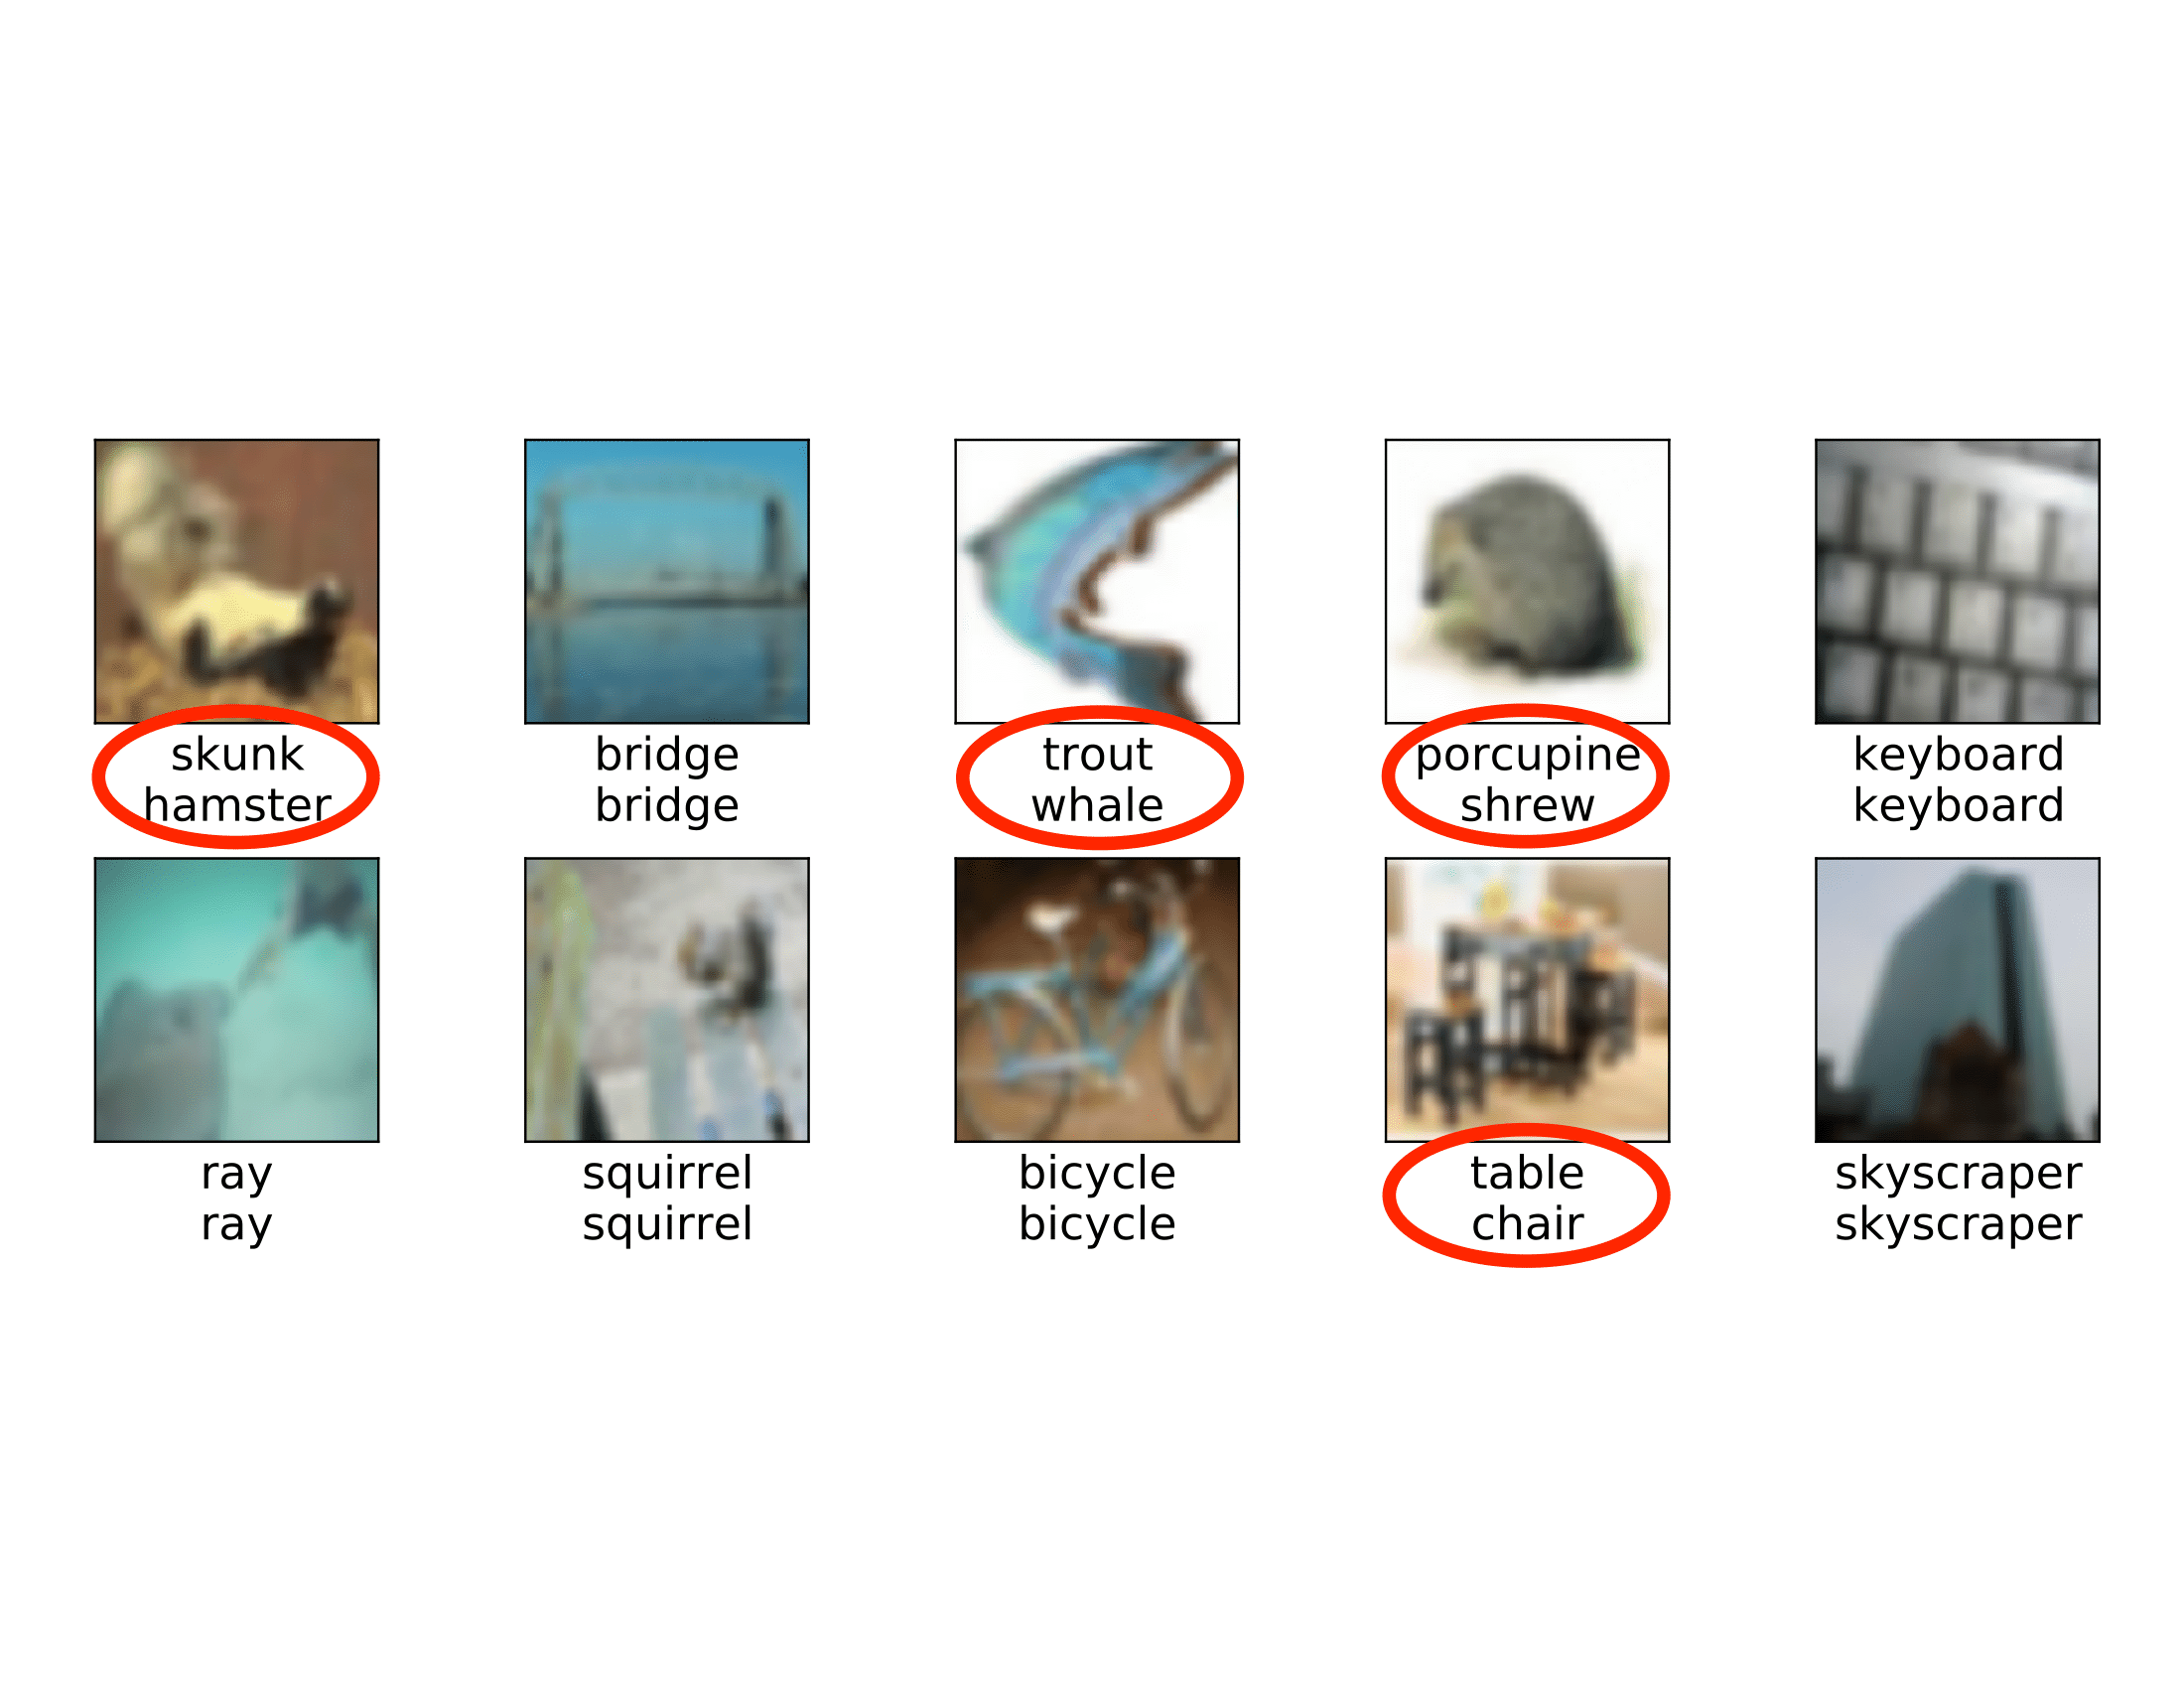 skunk
hamster
bridge
bridge
trout
whale
porcupine
shrew
keyboard
keyboard
ray
ray
squirrel
squirrel
bicycle
bicycle
table
chair
skyscraper
skyscraper